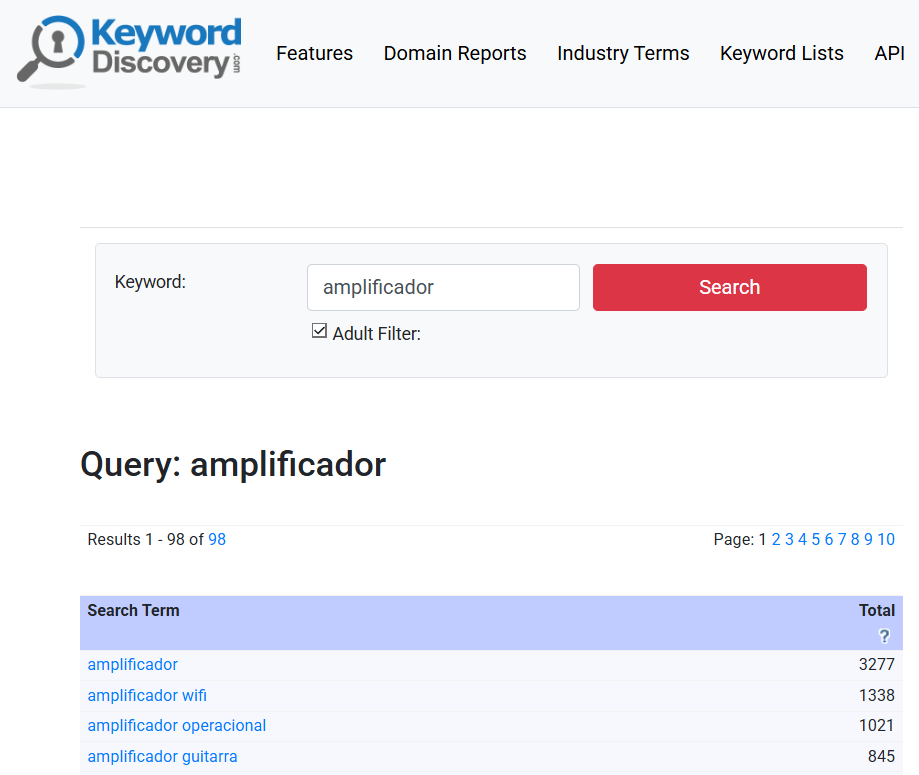 Keyword
Discovery.com
Features Domain Reports Industry Terms Keyword Lists API
Keyword: amplificador Search
Adult Filter:
Query: amplificador
Results 1 - 98 of 98 Page: 1 2 3 4 5 6 7 8 9 10
Search Term Total
?
amplificador 3277
amplificador wifi 1338
amplificador operacional 1021
amplificador guitarra 845